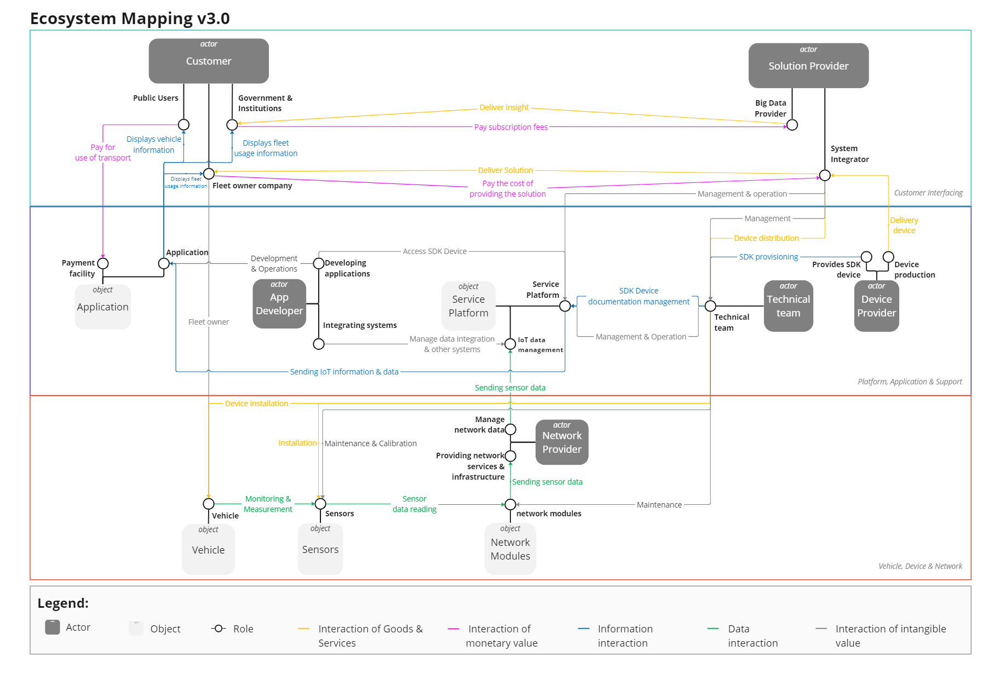 Ecosystem Mapping v3.0
actor
Customer
actor
Solution Provider
Public Users
Government &
Institutions
Big Data
Provider
Deliver insight
Pay subscription fees
Displays vehicle
information
Displays fleet
usage information
Pay for
use of transport
System
Integrator
Deliver Solution
Displays fleet
usage information
Fleet owner company
Pay the cost of
providing the solution
Management & operation
Customer Interfacing
Management
Delivery
device
Device distribution
Application
Payment
facility
Development
& Operations
Access SDK Device
Developing
applications
SDK provisioning
Provides SDK
device
Device
production
object
Application
actor
App
Developer
object
Service
Platform
Service
Platform
SDK Device
documentation management
actor
Technical
team
actor
Device
Provider
Technical
team
Fleet owner
Integrating systems
Manage data integration
& other systems
IoT data
management
Management & Operation
Sending IoT information & data
Platform, Application & Support
Sending sensor data
Device installation
Manage
network data
actor
Network
Provider
Installation
Maintenance & Calibration
Providing network
services &
infrastructure
Sending sensor data
Monitoring &
Measurement
Sensor
data reading
Maintenance
Vehicle
Sensors
network modules
object
Vehicle
object
Sensors
object
Network
Modules
Vehicle, Device & Network
Legend:
Actor
Object
Role
Interaction of Goods &
Services
Interaction of
monetary value
Information
interaction
Data
interaction
Interaction of intangible
value